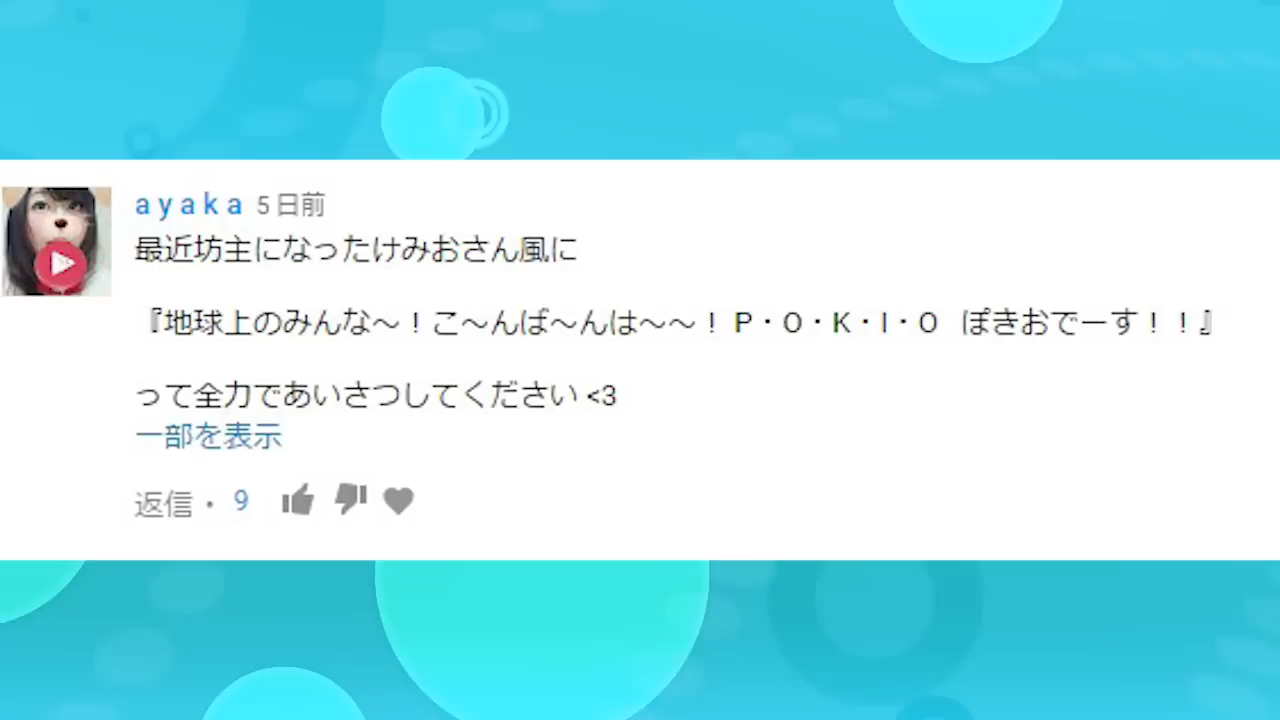 ayaka 5日前
最近坊主になったけみおさん風に
『地球上のみんな〜！こ〜んば〜んは〜〜！P・O・K・I・O ぽきおでーす！！』
って全力であいさつしてください <3
一部を表示
返信・ 9